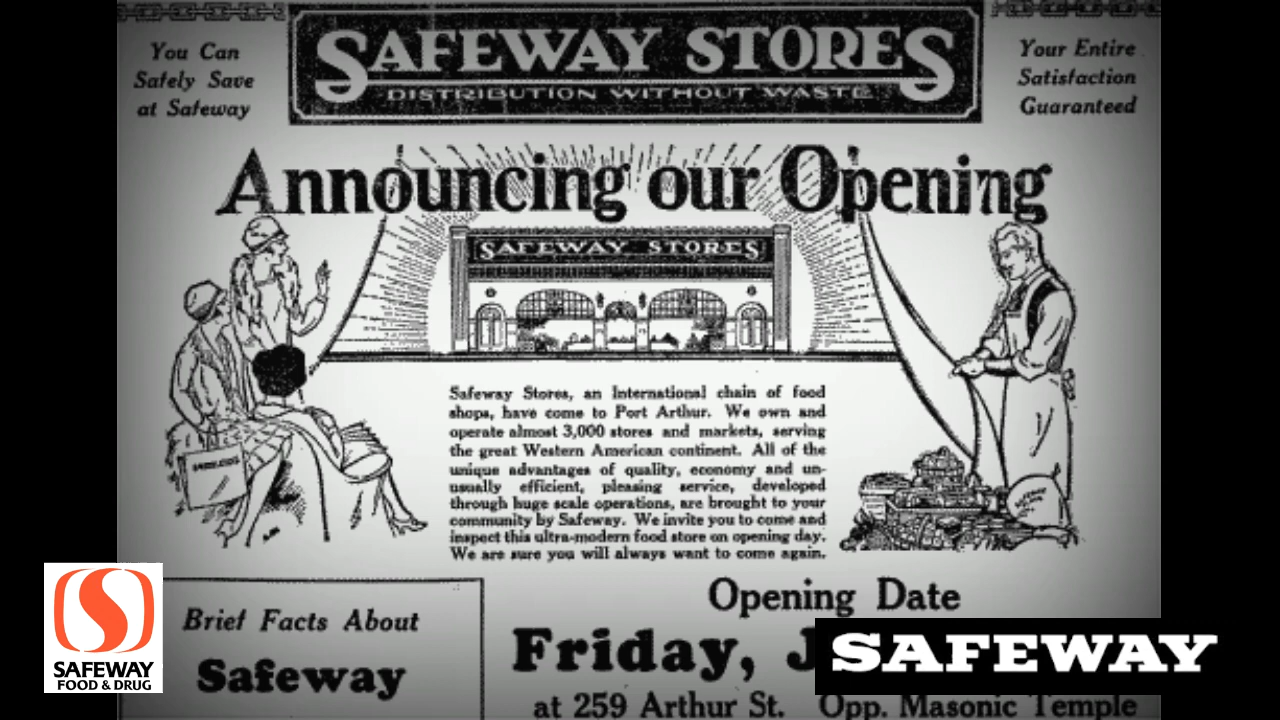 You Can
Safely Save
at Safeway
SAFEWAY STORES
DISTRIBUTION WITHOUT WASTE
Your Entire
Satisfaction
Guaranteed
Announcing our Opening
SAFEWAY STORES
Safeway Stores, an International chain of food
shops, have come to Port Arthur. We own and
operate almost 3,000 stores and markets, serving
the great Western American continent. All of the
unique advantages of quality, economy and un-
usually efficient, pleasing service, developed
through huge scale operations, are brought to your
community by Safeway. We invite you to come and
inspect this ultra-modern food store on opening day.
We are sure you will always want to come again.
Brief Facts About
Safeway
Opening Date
Friday, J
at 259 Arthur St. Opp. Masonic Temple
S
SAFEWAY
FOOD & DRUG
SAFEWAY